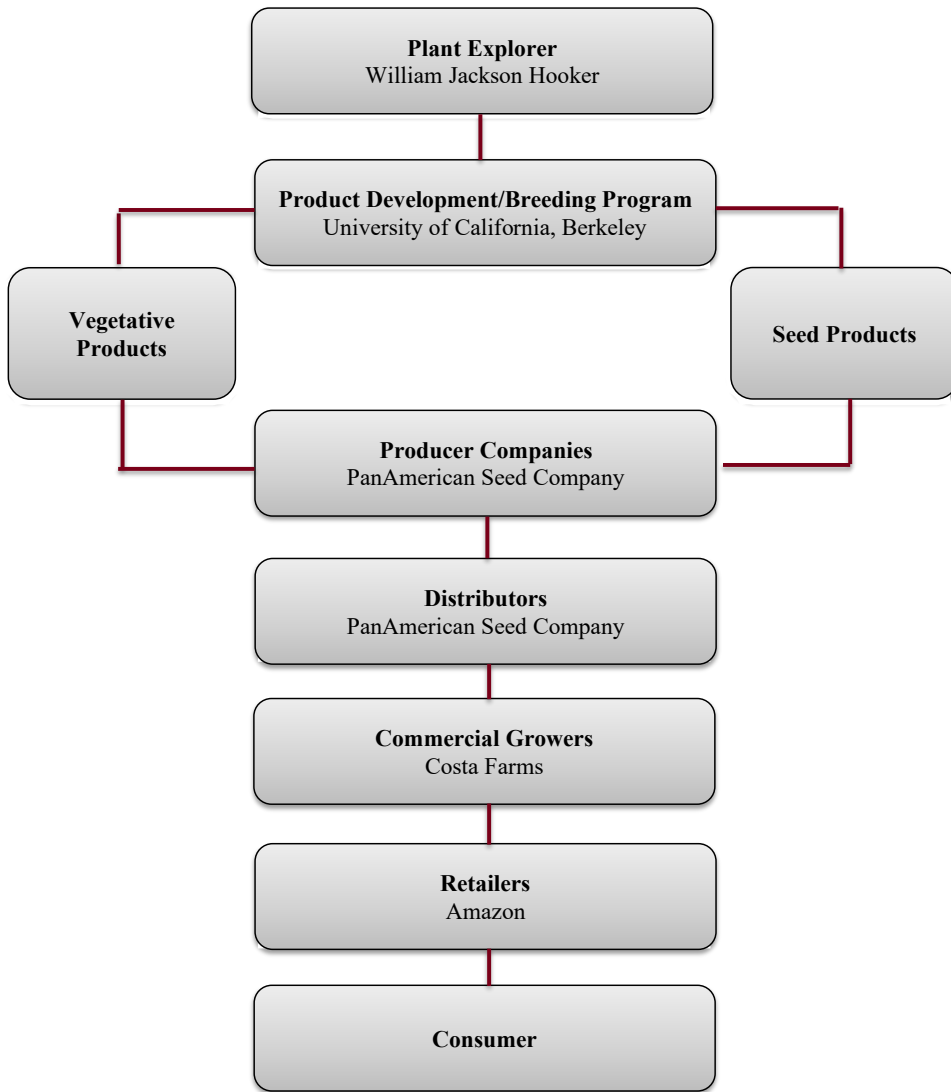 Plant Explorer
William Jackson Hooker
Product Development/Breeding Program
University of California, Berkeley
Vegetative
Products
Seed Products
Producer Companies
PanAmerican Seed Company
Distributors
PanAmerican Seed Company
Commercial Growers
Costa Farms
Retailers
Amazon
Consumer